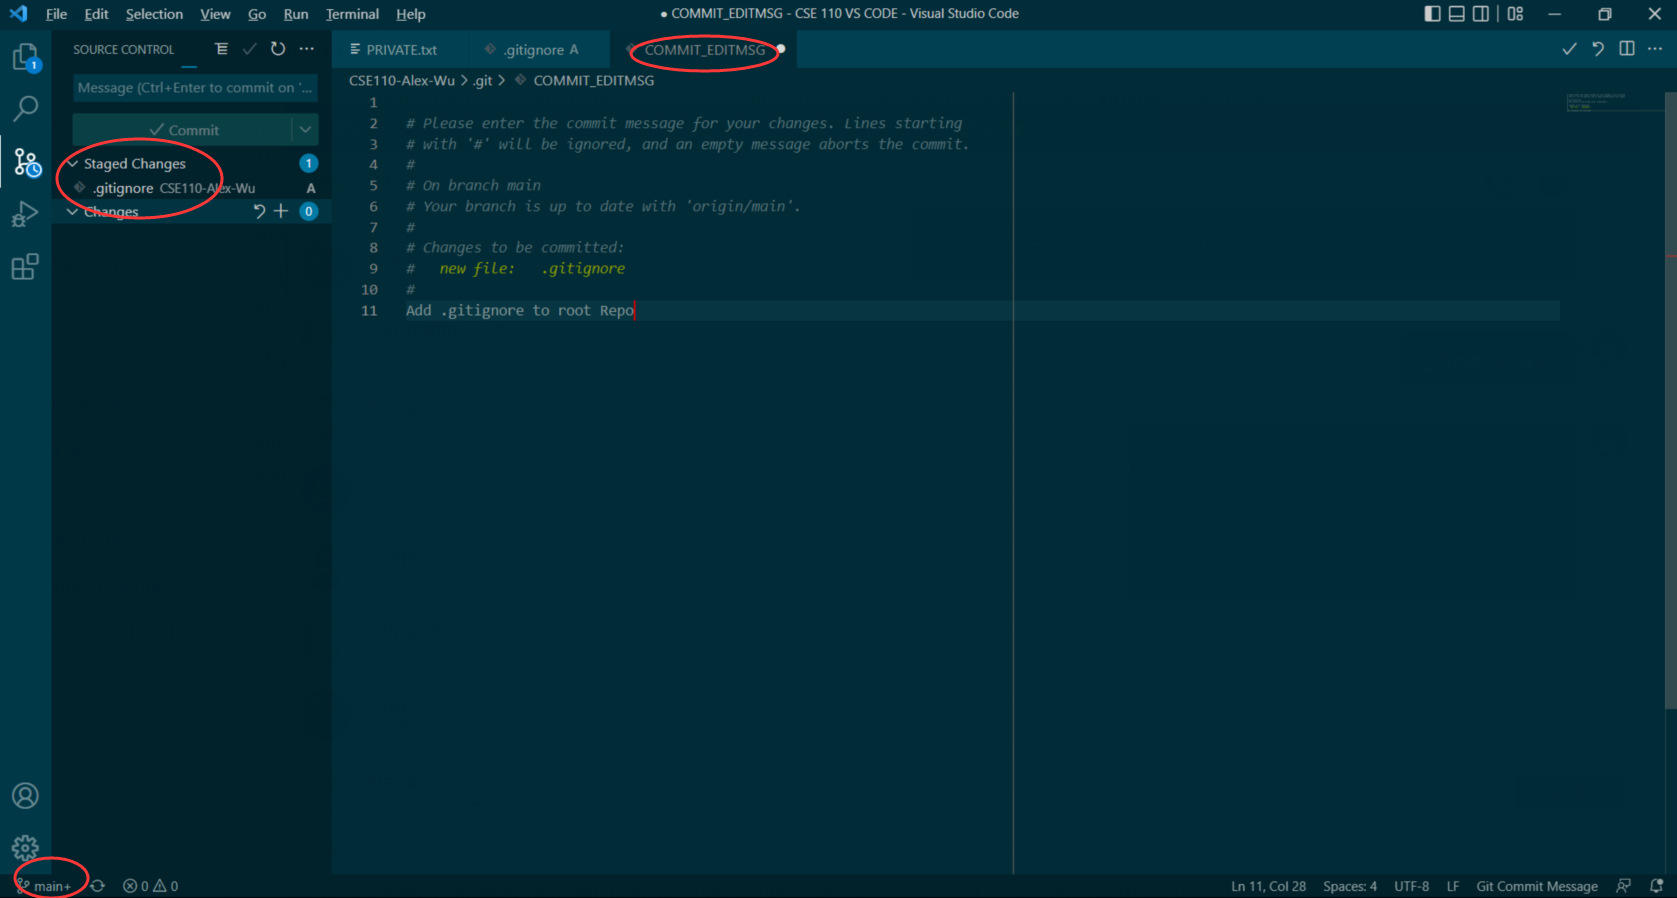 File Edit Selection View Go Run Terminal Help
● COMMIT_EDITMSG - CSE 110 VS CODE - Visual Studio Code
SOURCE CONTROL
PRIVATE.txt
.gitignore A
COMMIT_EDITMSG
1
Message (Ctrl+Enter to commit on '...
Commit
Staged Changes 1
.gitignore CSE110-Alex-Wu A
Changes 0
CSE110-Alex-Wu > .git > COMMIT_EDITMSG
1
2 # Please enter the commit message for your changes. Lines starting
3 # with '#' will be ignored, and an empty message aborts the commit.
4 #
5 # On branch main
6 # Your branch is up to date with 'origin/main'.
7 #
8 # Changes to be committed:
9 # new file: .gitignore
10 #
11 Add .gitignore to root Repo
main+ 0 0
Ln 11, Col 28 Spaces: 4 UTF-8 LF Git Commit Message